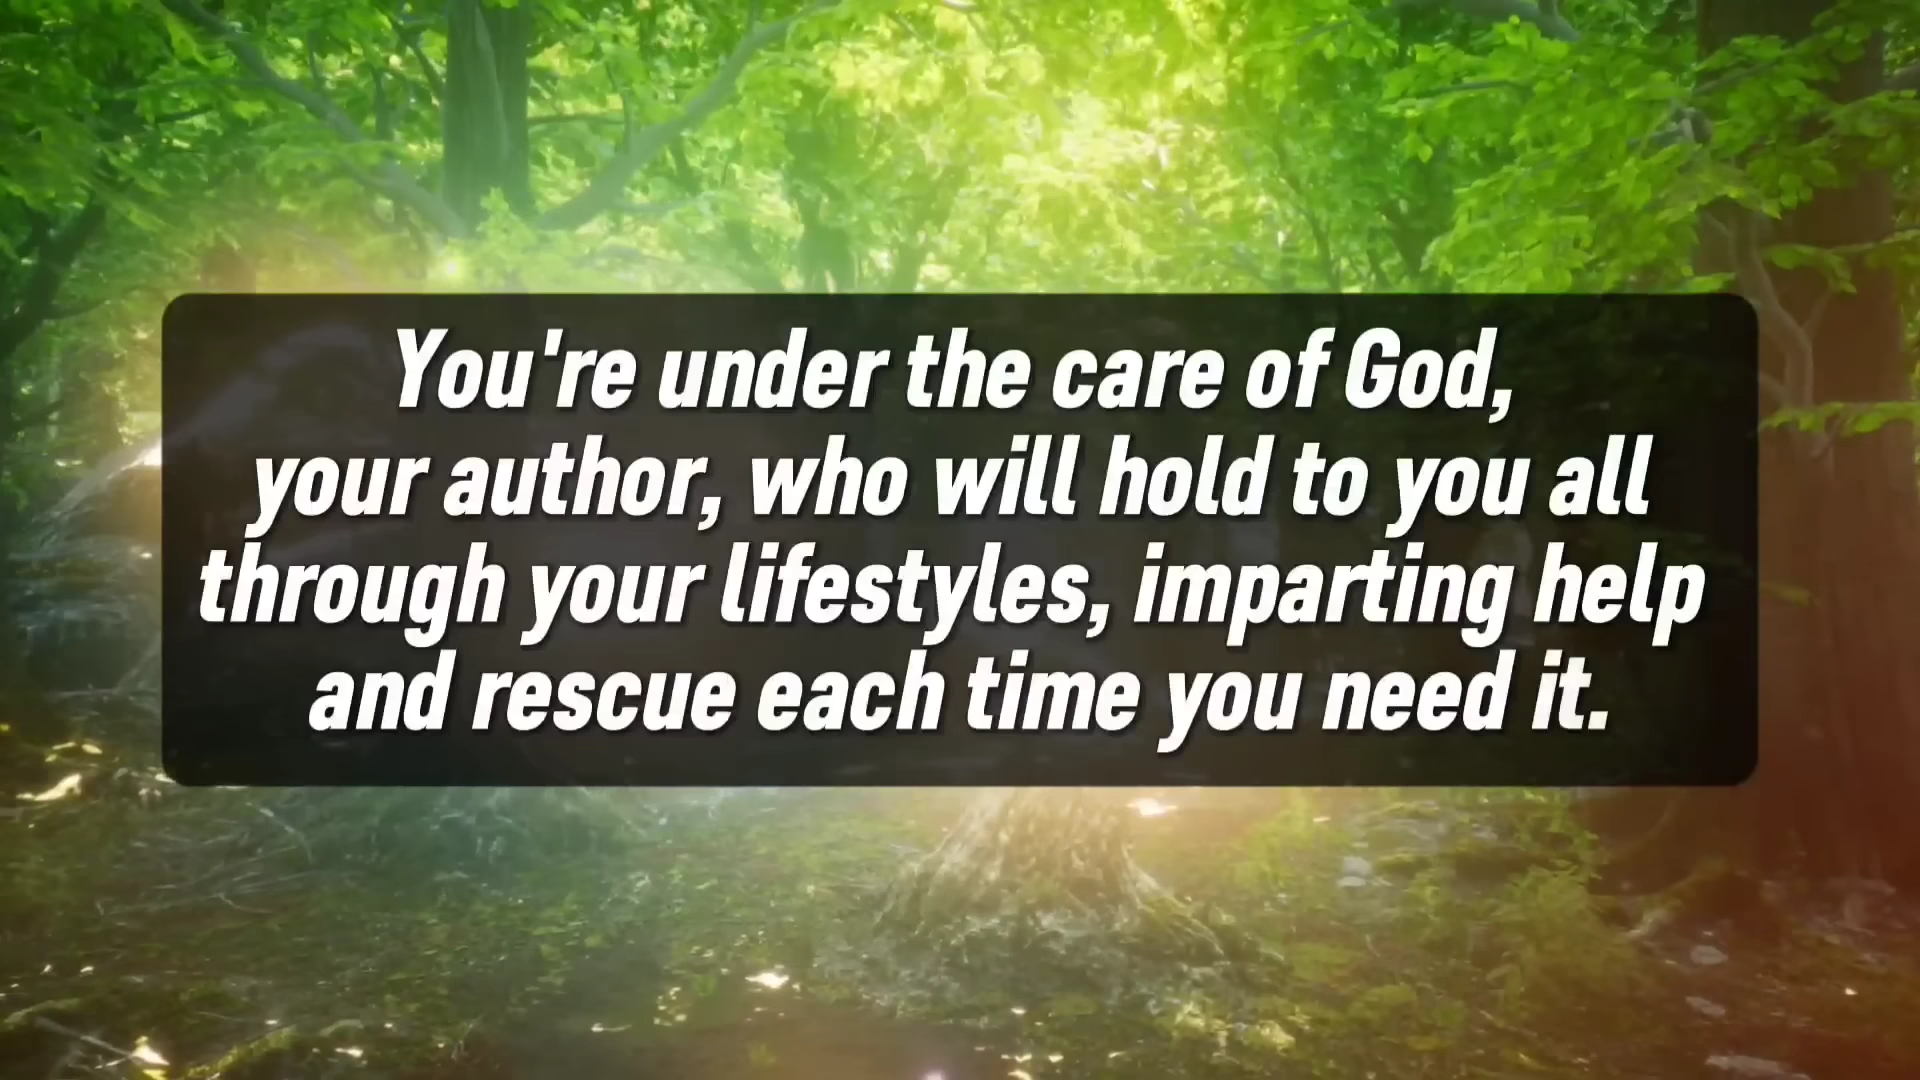 You're under the care of God,
your author, who will hold to you all
through your lifestyles, imparting help
and rescue each time you need it.